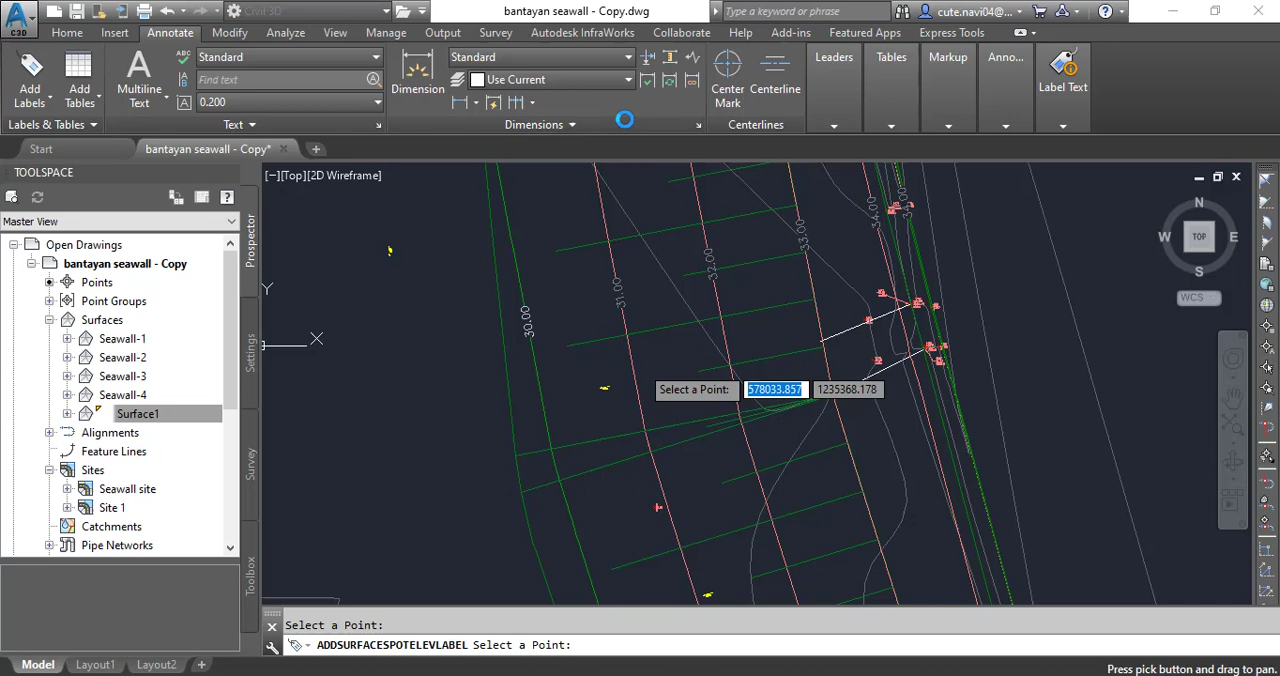 Civil 3D
bantayan seawall - Copy.dwg
Type a keyword or phrase
cute.navi04@...
C3D
Home Insert Annotate Modify Analyze View Manage Output Survey Autodesk InfraWorks Collaborate Help Add-ins Featured Apps Express Tools
Add Labels
Add Tables
Labels & Tables
Multiline Text
ABC
Standard
Find text
0.200
Text
Dimension
Standard
Use Current
Dimensions
Center Mark
Centerline
Centerlines
Leaders
Tables
Markup
Anno...
Label Text
Start
bantayan seawall - Copy*
TOOLSPACE
Master View
Open Drawings
bantayan seawall - Copy
Points
Point Groups
Surfaces
Seawall-1
Seawall-2
Seawall-3
Seawall-4
Surface1
Alignments
Feature Lines
Sites
Seawall site
Site 1
Catchments
Pipe Networks
Prospector
Settings
Survey
Toolbox
[−][Top][2D Wireframe]
Y
X
30.00
31.00
32.00
33.00
34.00
34.00
N
W TOP E
S
WCS
Select a Point: 578033.857 1235368.178
Select a Point:
ADDSURFACESPOTELEVLABEL Select a Point:
Model Layout1 Layout2
Press pick button and drag to pan.